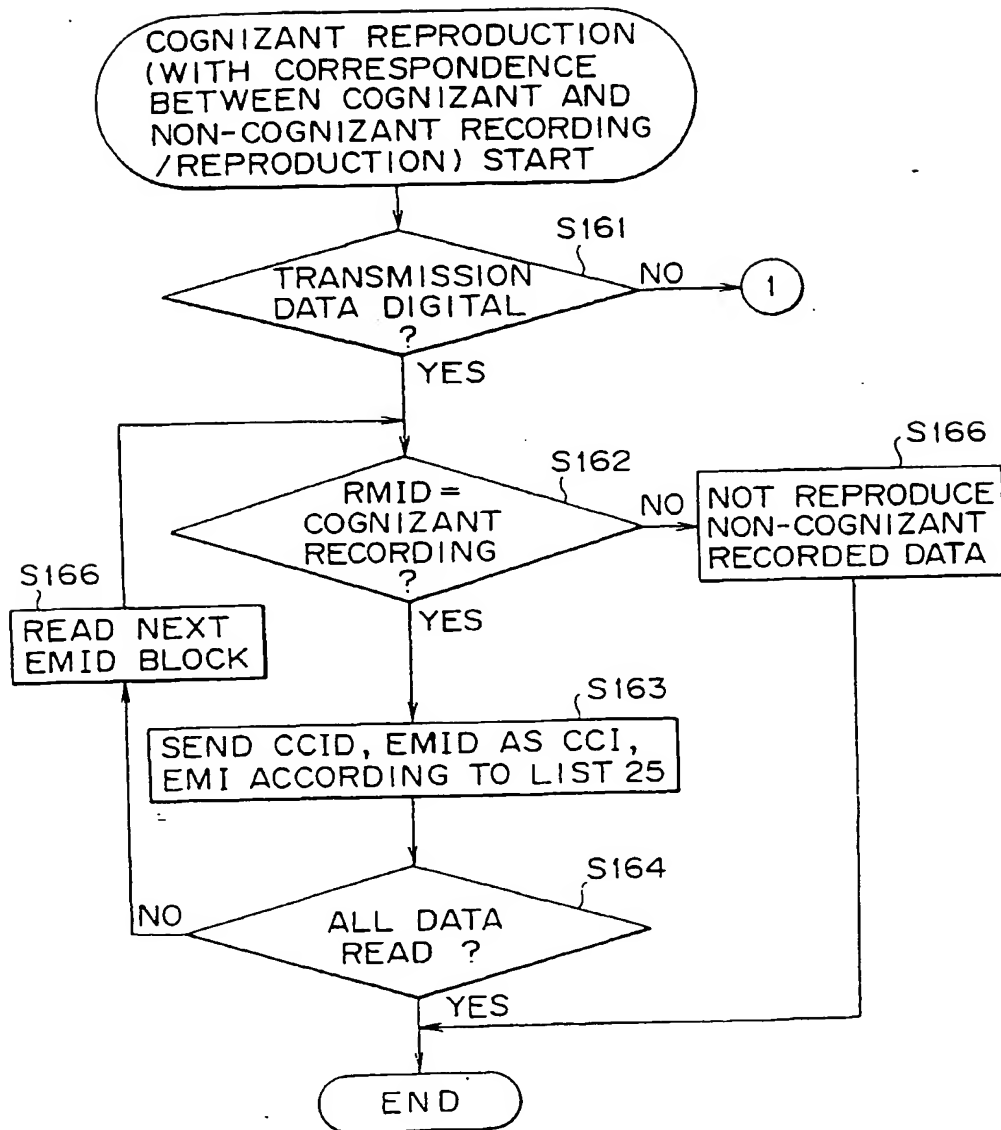 COGNIZANT REPRODUCTION
(WITH CORRESPONDENCE
BETWEEN COGNIZANT AND
NON-COGNIZANT RECORDING
/REPRODUCTION) START
S161
TRANSMISSION
DATA DIGITAL
?
NO
1
YES
S162
RMID =
COGNIZANT
RECORDING
?
NO
S166
NOT REPRODUCE
NON-COGNIZANT
RECORDED DATA
YES
S166
READ NEXT
EMID BLOCK
S163
SEND CCID, EMID AS CCI,
EMI ACCORDING TO LIST 25
S164
ALL DATA
READ ?
NO
YES
END